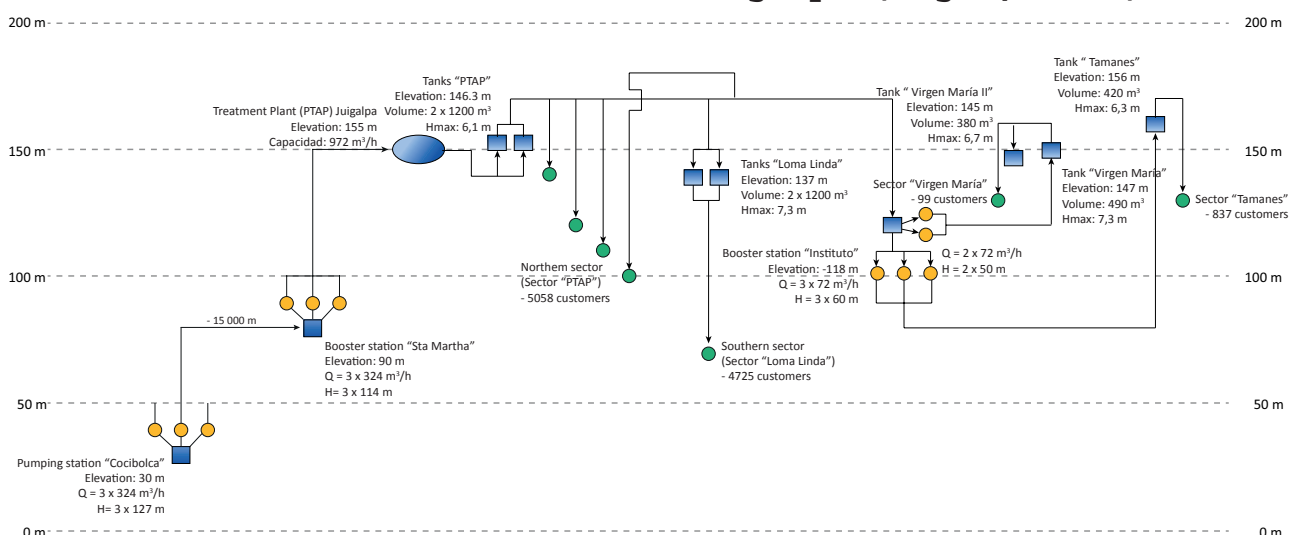 200 m
200 m
Tank “ Tamanes”
Elevation: 156 m
Volume: 420 m³
Hmax: 6,3 m
Tanks “PTAP”
Elevation: 146.3 m
Volume: 2 x 1200 m³
Hmax: 6,1 m
Tank “ Virgen María II”
Elevation: 145 m
Volume: 380 m³
Hmax: 6,7 m
Treatment Plant (PTAP) Juigalpa
Elevation: 155 m
Capacidad: 972 m³/h
150 m
150 m
Tanks “Loma Linda”
Elevation: 137 m
Volume: 2 x 1200 m³
Hmax: 7,3 m
Tank “Virgen María”
Elevation: 147 m
Volume: 490 m³
Hmax: 7,3 m
Sector “Virgen María”
- 99 customers
Sector “Tamanes”
- 837 customers
Booster station “Instituto”
Elevation: -118 m
Q = 3 x 72 m³/h
H = 3 x 60 m
Q = 2 x 72 m³/h
H = 2 x 50 m
Northem sector
(Sector “PTAP”)
- 5058 customers
100 m
100 m
- 15 000 m
Booster station “Sta Martha”
Elevation: 90 m
Q = 3 x 324 m³/h
H= 3 x 114 m
Southern sector
(Sector “Loma Linda”)
- 4725 customers
50 m
50 m
Pumping station “Cocibolca”
Elevation: 30 m
Q = 3 x 324 m³/h
H= 3 x 127 m
0 m
0 m